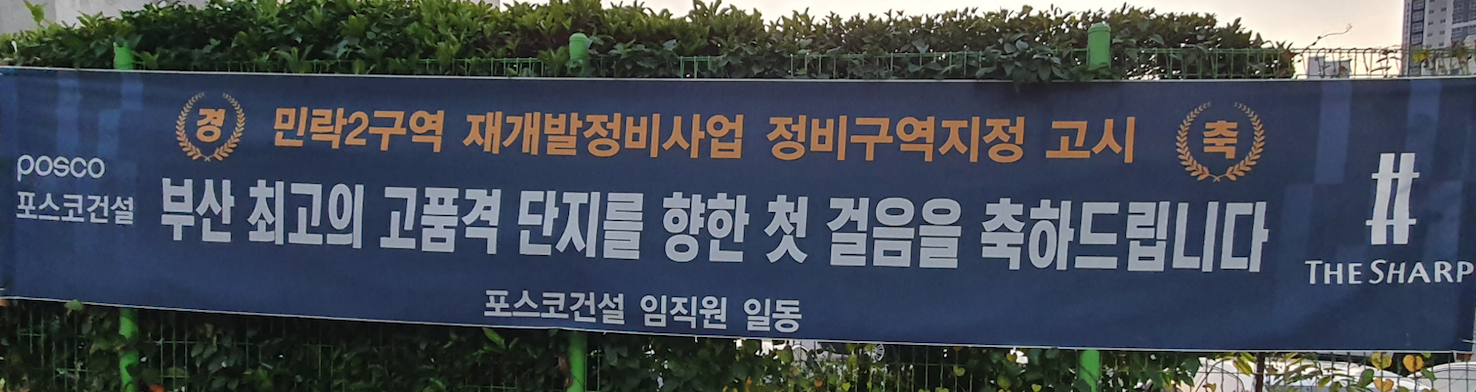 경 민락2구역 재개발정비사업 정비구역지정 고시 축
posco
포스코건설
부산 최고의 고품격 단지를 향한 첫 걸음을 축하드립니다
THE SHARP
포스코건설 임직원 일동